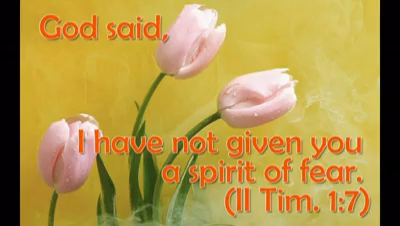 God said,
I have not given you
a spirit of fear.
(II Tim. 1:7)